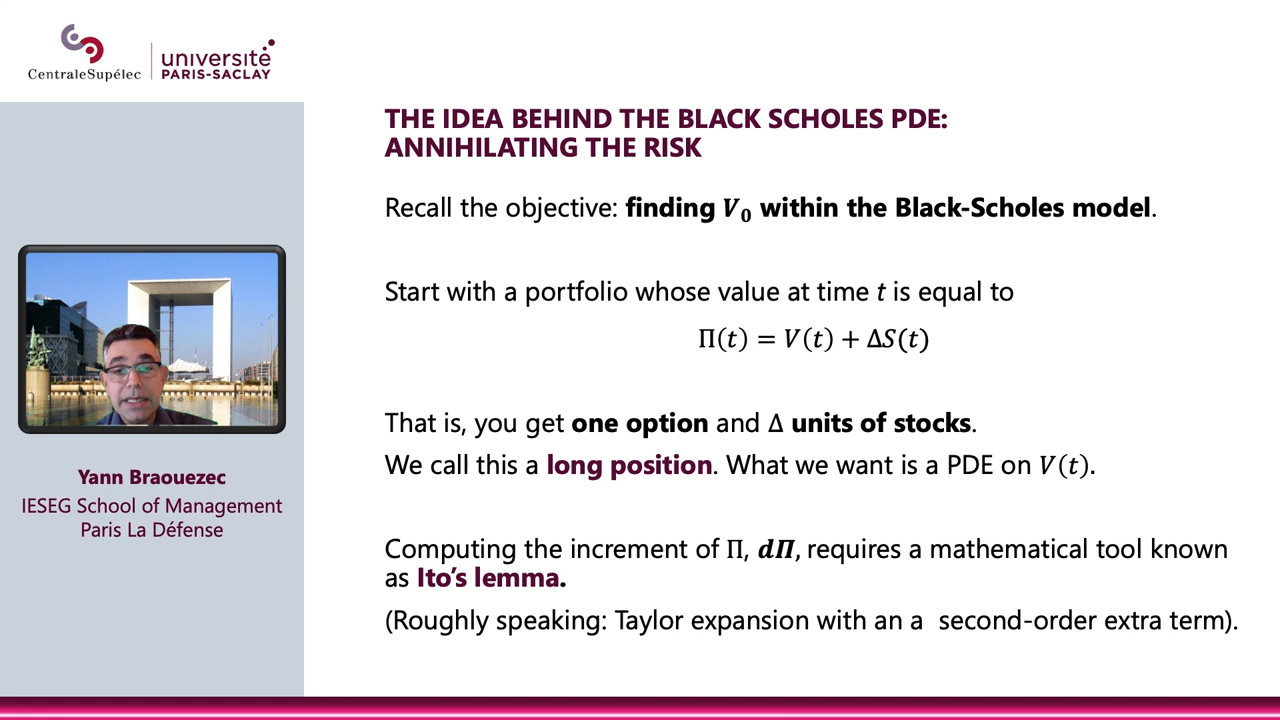 CentraleSupélec
université
PARIS-SACLAY
THE IDEA BEHIND THE BLACK SCHOLES PDE:
ANNIHILATING THE RISK
Recall the objective: finding V₀ within the Black-Scholes model.
Start with a portfolio whose value at time t is equal to
Π(t) = V(t) + ΔS(t)
That is, you get one option and Δ units of stocks.
We call this a long position. What we want is a PDE on V(t).
Computing the increment of Π, dΠ, requires a mathematical tool known
as Ito’s lemma.
(Roughly speaking: Taylor expansion with an a second-order extra term).
Yann Braouezec
IESEG School of Management
Paris La Défense